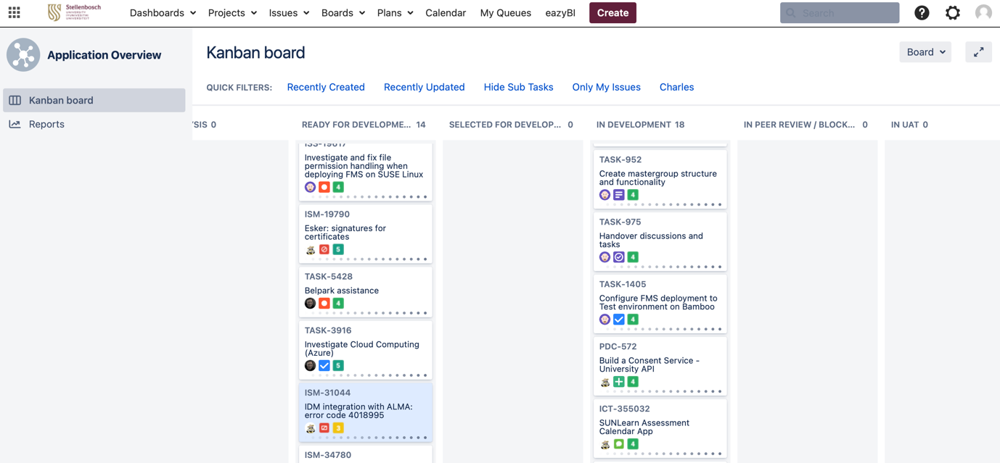 Stellenbosch
UNIVERSITY
IYUNIVESITHI
UNIVERSITEIT
Dashboards Projects Issues Boards Plans Calendar My Queues eazyBI Create Search
Application Overview
Kanban board
Reports
Kanban board
Board
QUICK FILTERS: Recently Created Recently Updated Hide Sub Tasks Only My Issues Charles
YSIS 0
READY FOR DEVELOPME... 14
SELECTED FOR DEVELOP... 0
IN DEVELOPMENT 18
IN PEER REVIEW / BLOCK... 0
IN UAT 0
ISS-19617
Investigate and fix file
permission handling when
deploying FMS on SUSE Linux
4
ISM-19790
Esker: signatures for
certificates
5
TASK-5428
Belpark assistance
4
TASK-3916
Investigate Cloud Computing
(Azure)
5
ISM-31044
IDM integration with ALMA:
error code 4018995
3
ISM-34780
TASK-952
Create mastergroup structure
and functionality
4
TASK-975
Handover discussions and
tasks
4
TASK-1405
Configure FMS deployment to
Test environment on Bamboo
4
PDC-572
Build a Consent Service -
University API
4
ICT-355032
SUNLearn Assessment
Calendar App
4